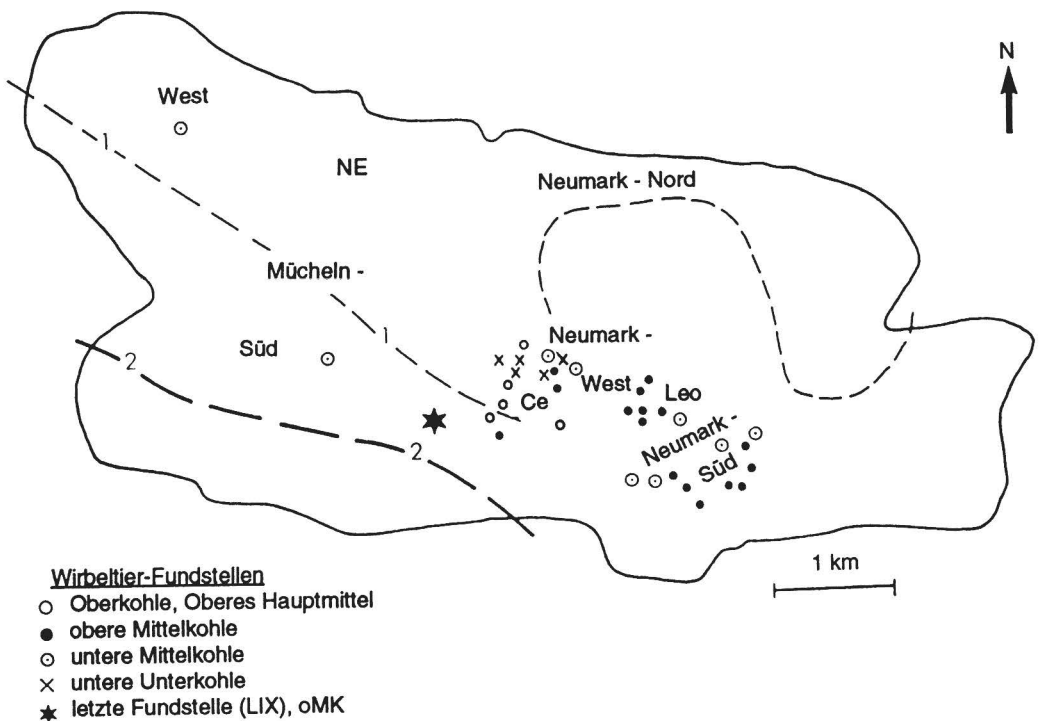 N
West
1
NE
Neumark - Nord
Mücheln -
1
Neumark -
Süd
2
West
Leo
Ce
Neumark -
Süd
2
1 km
Wirbeltier-Fundstellen
Oberkohle, Oberes Hauptmittel
obere Mittelkohle
untere Mittelkohle
untere Unterkohle
letzte Fundstelle (LIX), oMK